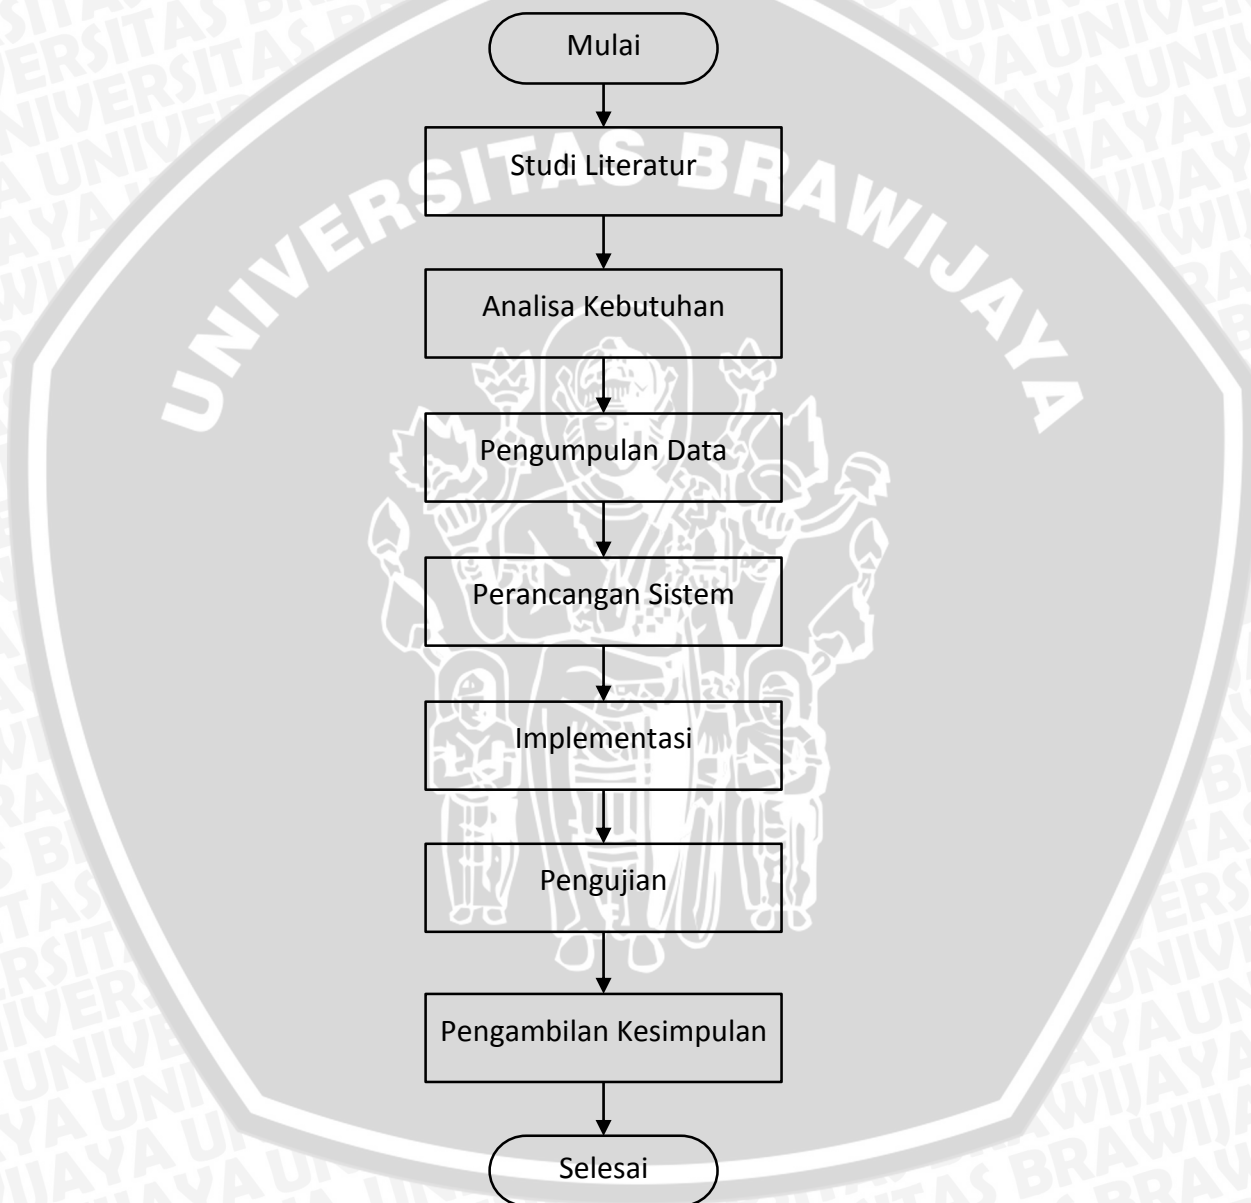 Mulai
UNIVERSITAS BRAWIJAYA
Studi Literatur
Analisa Kebutuhan
Pengumpulan Data
Perancangan Sistem
Implementasi
Pengujian
Pengambilan Kesimpulan
Selesai